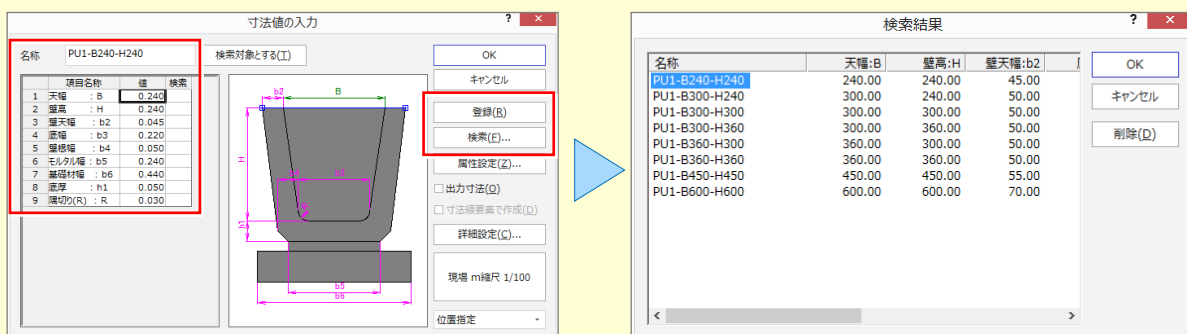 寸法値の入力
?
×
名称 PU1-B240-H240 検索対象とする(T)
項目名称 値 検索
1 天幅 : B 0.240
2 壁高 : H 0.240
3 壁天幅 : b2 0.045
4 底幅 : b3 0.220
5 壁根幅 : b4 0.050
6 モルタル幅 : b5 0.240
7 基礎材幅 : b6 0.440
8 底厚 : h1 0.050
9 隅切り(R) : R 0.030
b2
B
H
b4
b3
R
h1
b5
b6
OK
キャンセル
登録(R)
検索(F)...
属性設定(Z)...
出力寸法(O)
寸法線要素で作成(D)
詳細設定(C)...
現場 m縮尺 1/100
位置指定
検索結果
?
×
名称 天幅:B 壁高:H 壁天幅:b2
PU1-B240-H240 240.00 240.00 45.00
PU1-B300-H240 300.00 240.00 50.00
PU1-B300-H300 300.00 300.00 50.00
PU1-B300-H360 300.00 360.00 50.00
PU1-B360-H300 360.00 300.00 50.00
PU1-B360-H360 360.00 360.00 50.00
PU1-B450-H450 450.00 450.00 55.00
PU1-B600-H600 600.00 600.00 70.00
OK
キャンセル
削除(D)